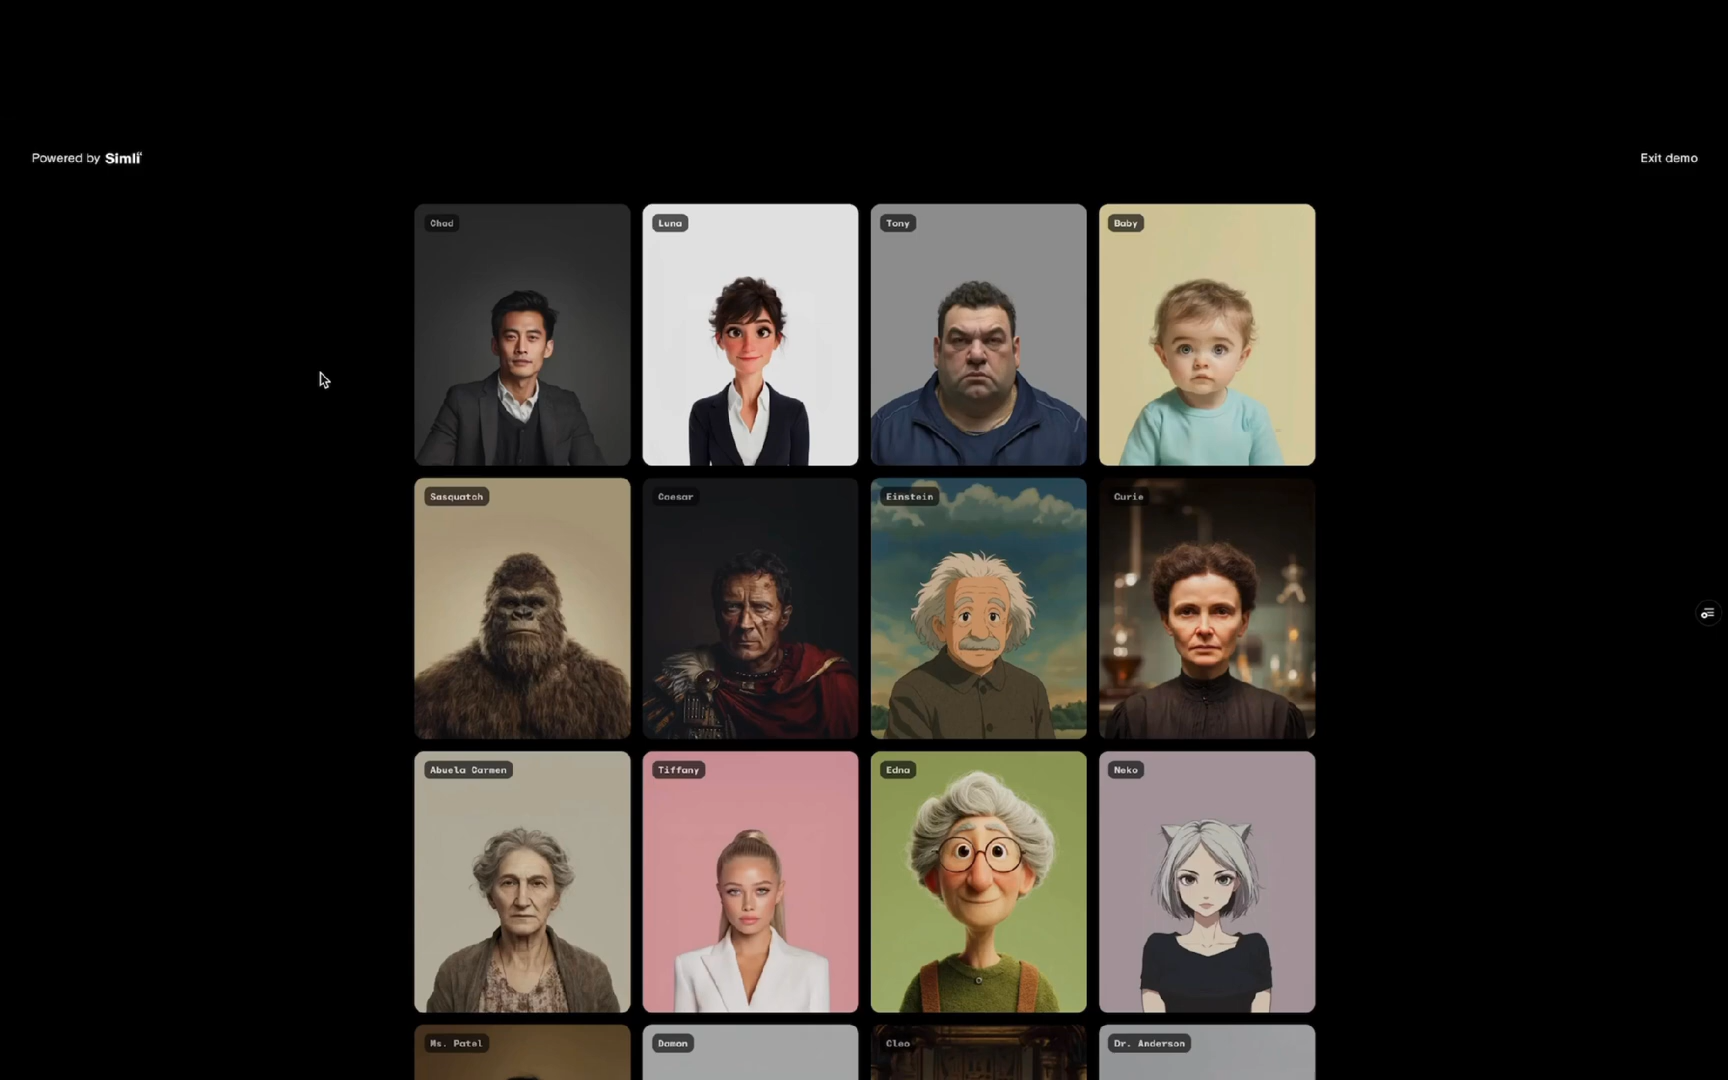 Powered by Simli
Exit demo
Chad
Luna
Tony
Baby
Sasquatch
Caesar
Einstein
Curie
Abuela Carmen
Tiffany
Edna
Neko
Ms. Patel
Damon
Cleo
Dr. Anderson